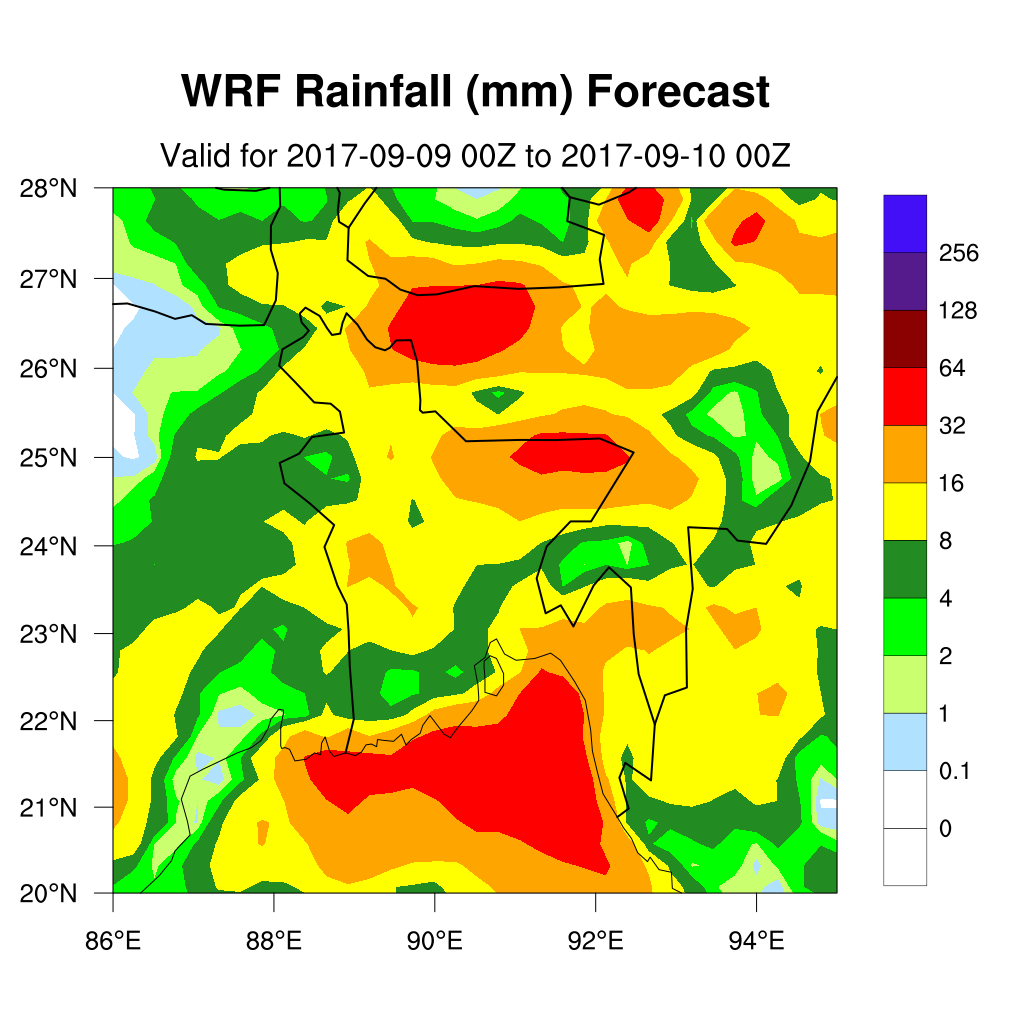 WRF Rainfall (mm) Forecast
Valid for 2017-09-09 00Z to 2017-09-10 00Z
28°N
27°N
26°N
25°N
24°N
23°N
22°N
21°N
20°N
86°E 88°E 90°E 92°E 94°E
256
128
64
32
16
8
4
2
1
0.1
0